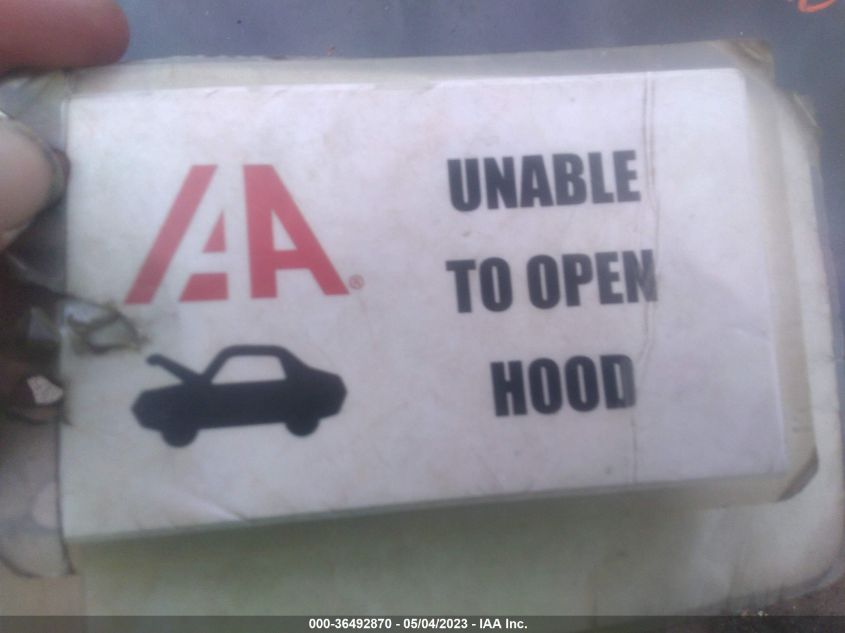 IAA®
UNABLE
TO OPEN
HOOD
000-36492870 - 05/04/2023 - IAA Inc.